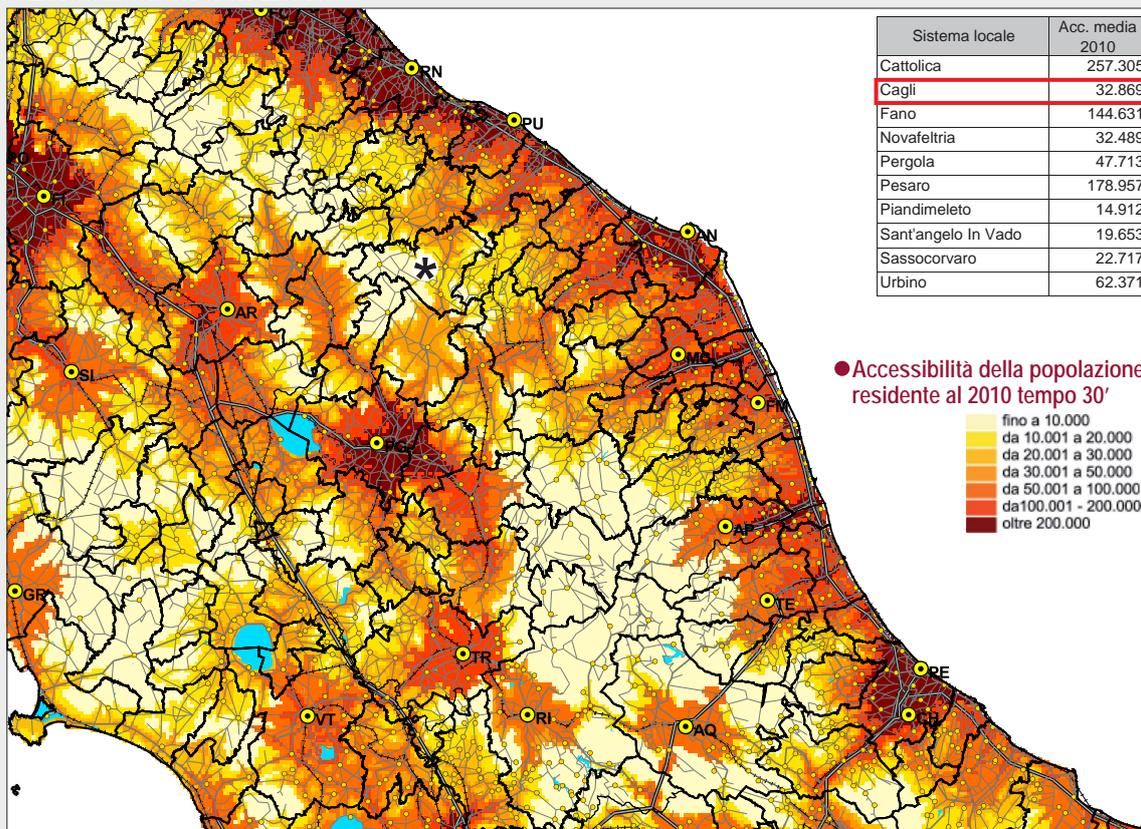 Sistema locale
Acc. media
2010
Cattolica 257.305
Cagli 32.869
Fano 144.631
Novafeltria 32.489
Pergola 47.713
Pesaro 178.957
Piandimeleto 14.912
Sant'angelo In Vado 19.653
Sassocorvaro 22.717
Urbino 62.371
Accessibilità della popolazione
residente al 2010 tempo 30'
fino a 10.000
da 10.001 a 20.000
da 20.001 a 30.000
da 30.001 a 50.000
da 50.001 a 100.000
da100.001 - 200.000
oltre 200.000
RN
PU
AN
*
AR
MC
SI
AP
GR
TE
TR
PE
VT
RI
AQ
CH